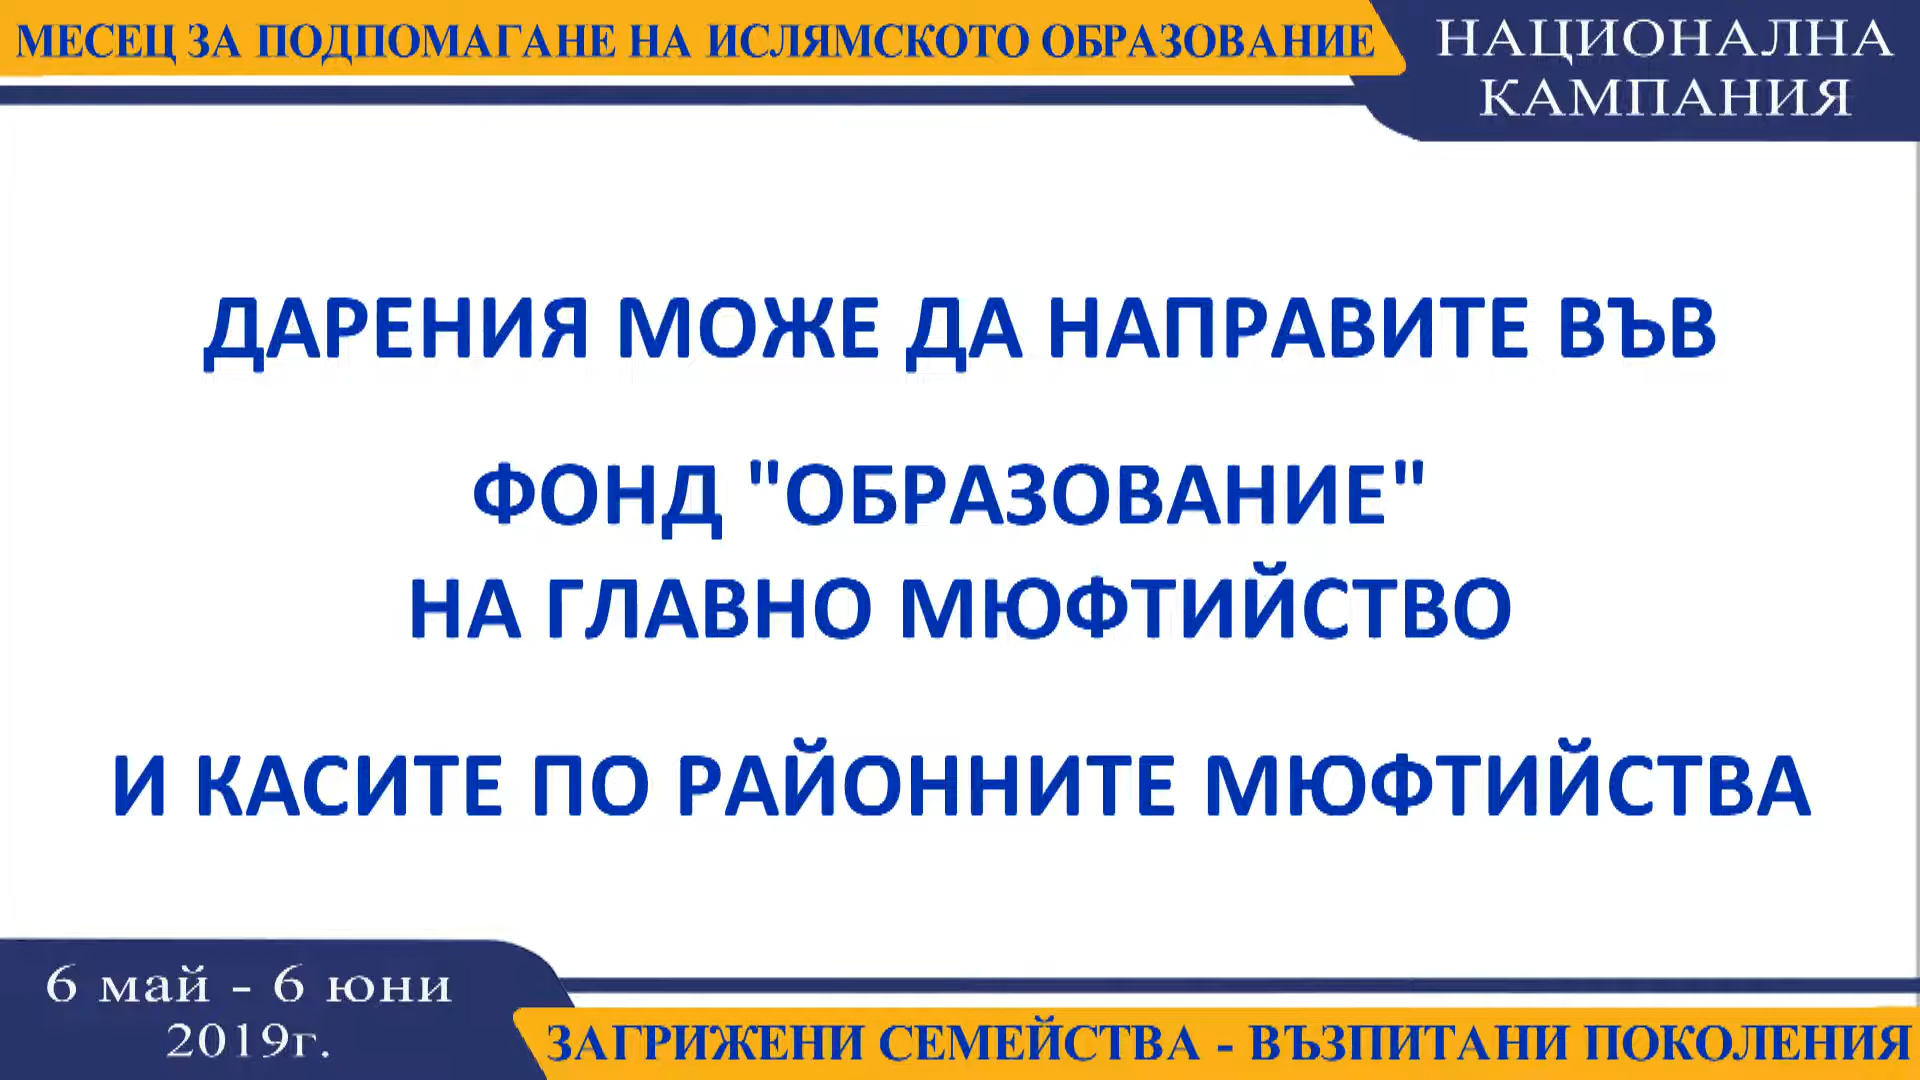 МЕСЕЦ ЗА ПОДПОМАГАНЕ НА ИСЛЯМСКОТО ОБРАЗОВАНИЕ
НАЦИОНАЛНА
КАМПАНИЯ
ДАРЕНИЯ МОЖЕ ДА НАПРАВИТЕ ВЪВ
ФОНД "ОБРАЗОВАНИЕ"
НА ГЛАВНО МЮФТИЙСТВО
И КАСИТЕ ПО РАЙОННИТЕ МЮФТИЙСТВА
6 май - 6 юни
2019г.
ЗАГРИЖЕНИ СЕМЕЙСТВА - ВЪЗПИТАНИ ПОКОЛЕНИЯ